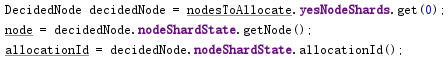 DecidedNode decidedNode = nodesToAllocate.yesNodeShards.get(0);
node = decidedNode.nodeShardState.getNode();
allocationId = decidedNode.nodeShardState.allocationId();